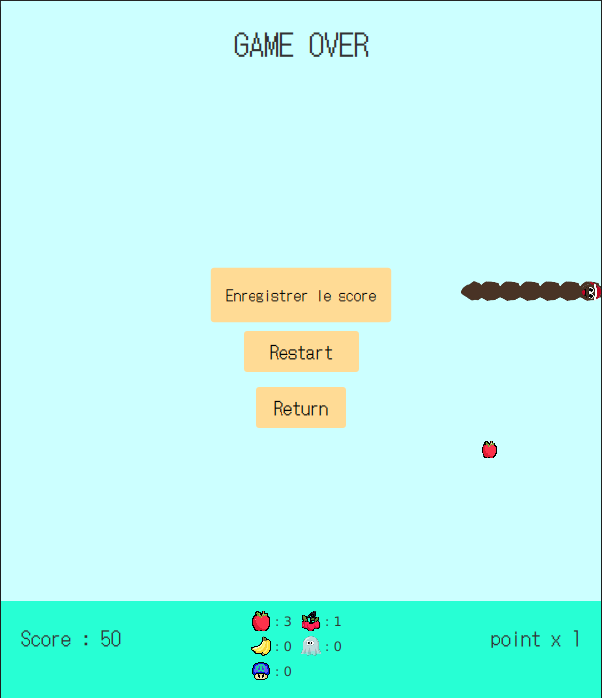 GAME OVER
Enregistrer le score
Restart
Return
: 3 : 1
Score : 50
: 0 : 0
point x 1
: 0